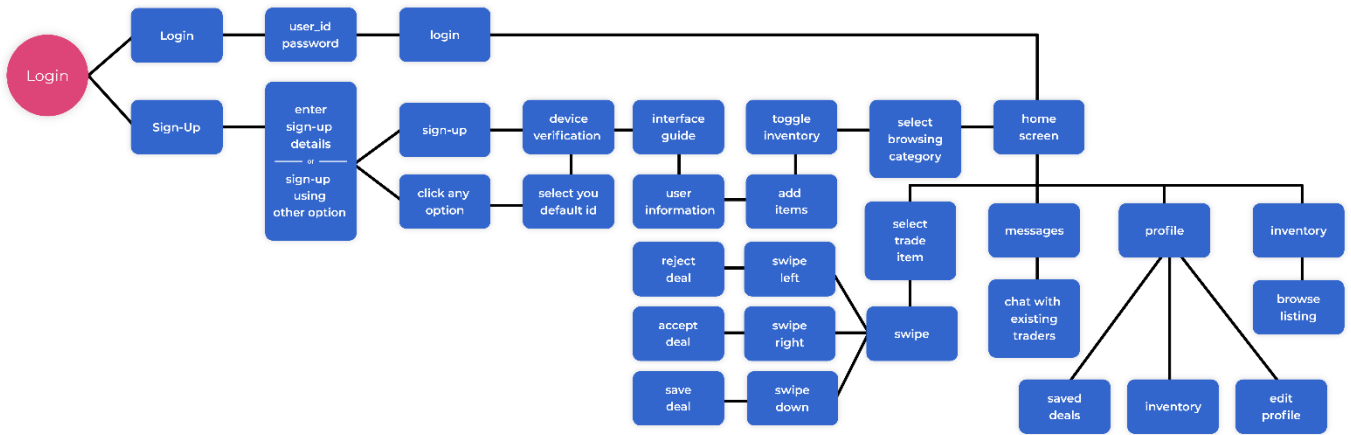 Login
Login
user_id
password
login
Sign-Up
enter
sign-up
details
or
sign-up
using
other option
sign-up
device
verification
interface
guide
toggle
inventory
select
browsing
category
home
screen
click any
option
select you
default id
user
information
add
items
select
trade
item
messages
profile
inventory
reject
deal
swipe
left
accept
deal
swipe
right
swipe
save
deal
swipe
down
chat with
existing
traders
browse
listing
saved
deals
inventory
edit
profile